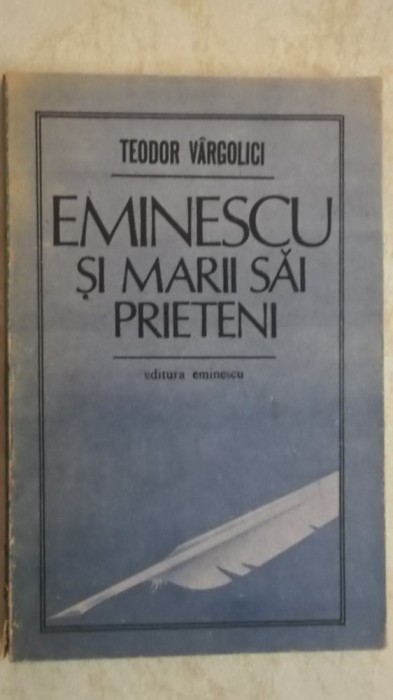 TEODOR VÂRGOLICI
EMINESCU
ȘI MARII SĂI
PRIETENI
editura eminescu